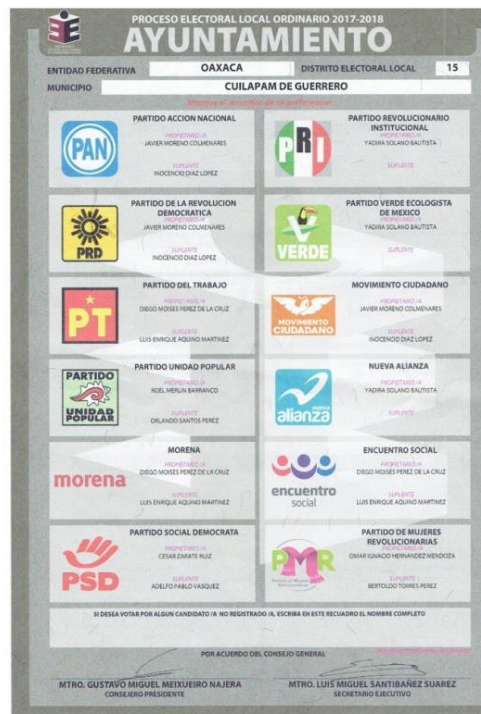 PROCESO ELECTORAL LOCAL ORDINARIO 2017-2018
AYUNTAMIENTO
ENTIDAD FEDERATIVA OAXACA DISTRITO ELECTORAL LOCAL 15
MUNICIPIO CUILAPAM DE GUERRERO
Marque el recuadro de su preferencia
PAN
PARTIDO ACCION NACIONAL
PROPIETARIO /A
JAVIER MORENO COLMENARES
SUPLENTE
INOCENCIO DIAZ LOPEZ
PRI
PARTIDO REVOLUCIONARIO
INSTITUCIONAL
PROPIETARIO /A
YADIRA SOLANO BAUTISTA
SUPLENTE
PRD
PARTIDO DE LA REVOLUCION
DEMOCRATICA
PROPIETARIO /A
JAVIER MORENO COLMENARES
SUPLENTE
INOCENCIO DIAZ LOPEZ
VERDE
PARTIDO VERDE ECOLOGISTA
DE MEXICO
PROPIETARIO /A
YADIRA SOLANO BAUTISTA
SUPLENTE
PT
PARTIDO DEL TRABAJO
PROPIETARIO /A
DIEGO MOISES PEREZ DE LA CRUZ
SUPLENTE
LUIS ENRIQUE AQUINO MARTINEZ
MOVIMIENTO
CIUDADANO
MOVIMIENTO CIUDADANO
PROPIETARIO /A
JAVIER MORENO COLMENARES
SUPLENTE
INOCENCIO DIAZ LOPEZ
PARTIDO
UNIDAD
POPULAR
PARTIDO UNIDAD POPULAR
PROPIETARIO /A
ROEL MERLIN BARRANCO
SUPLENTE
ORLANDO SANTOS PEREZ
nueva
alianza
NUEVA ALIANZA
PROPIETARIO /A
YADIRA SOLANO BAUTISTA
SUPLENTE
morena
MORENA
PROPIETARIO /A
DIEGO MOISES PEREZ DE LA CRUZ
SUPLENTE
LUIS ENRIQUE AQUINO MARTINEZ
encuentro
social
ENCUENTRO SOCIAL
PROPIETARIO /A
DIEGO MOISES PEREZ DE LA CRUZ
SUPLENTE
LUIS ENRIQUE AQUINO MARTINEZ
PSD
PARTIDO SOCIAL DEMOCRATA
PROPIETARIO /A
CESAR ZARATE RUIZ
SUPLENTE
ADELFO PABLO VASQUEZ
PMR
PARTIDO DE MUJERES
REVOLUCIONARIAS
PROPIETARIO /A
OMAR IGNACIO HERNANDEZ MENDOZA
SUPLENTE
BERTOLDO TORRES PEREZ
SI DESEA VOTAR POR ALGUN CANDIDATO /A NO REGISTRADO /A, ESCRIBA EN ESTE RECUADRO EL NOMBRE COMPLETO
POR ACUERDO DEL CONSEJO GENERAL
MTRO. GUSTAVO MIGUEL MEIXUEIRO NAJERA
CONSEJERO PRESIDENTE
MTRO. LUIS MIGUEL SANTIBAÑEZ SUAREZ
SECRETARIO EJECUTIVO